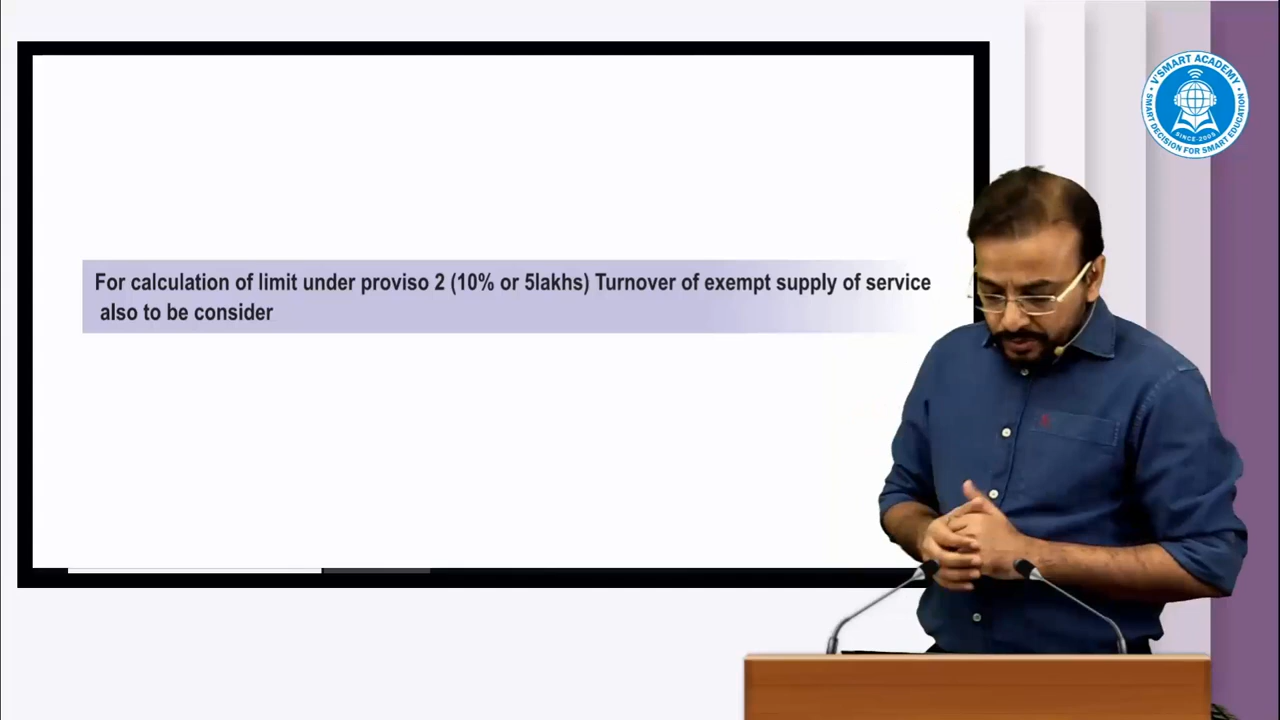 V'SMART ACADEMY
SINCE-2005
SMART DECISION FOR SMART EDUCATION
For calculation of limit under proviso 2 (10% or 5lakhs) Turnover of exempt supply of service
also to be consider